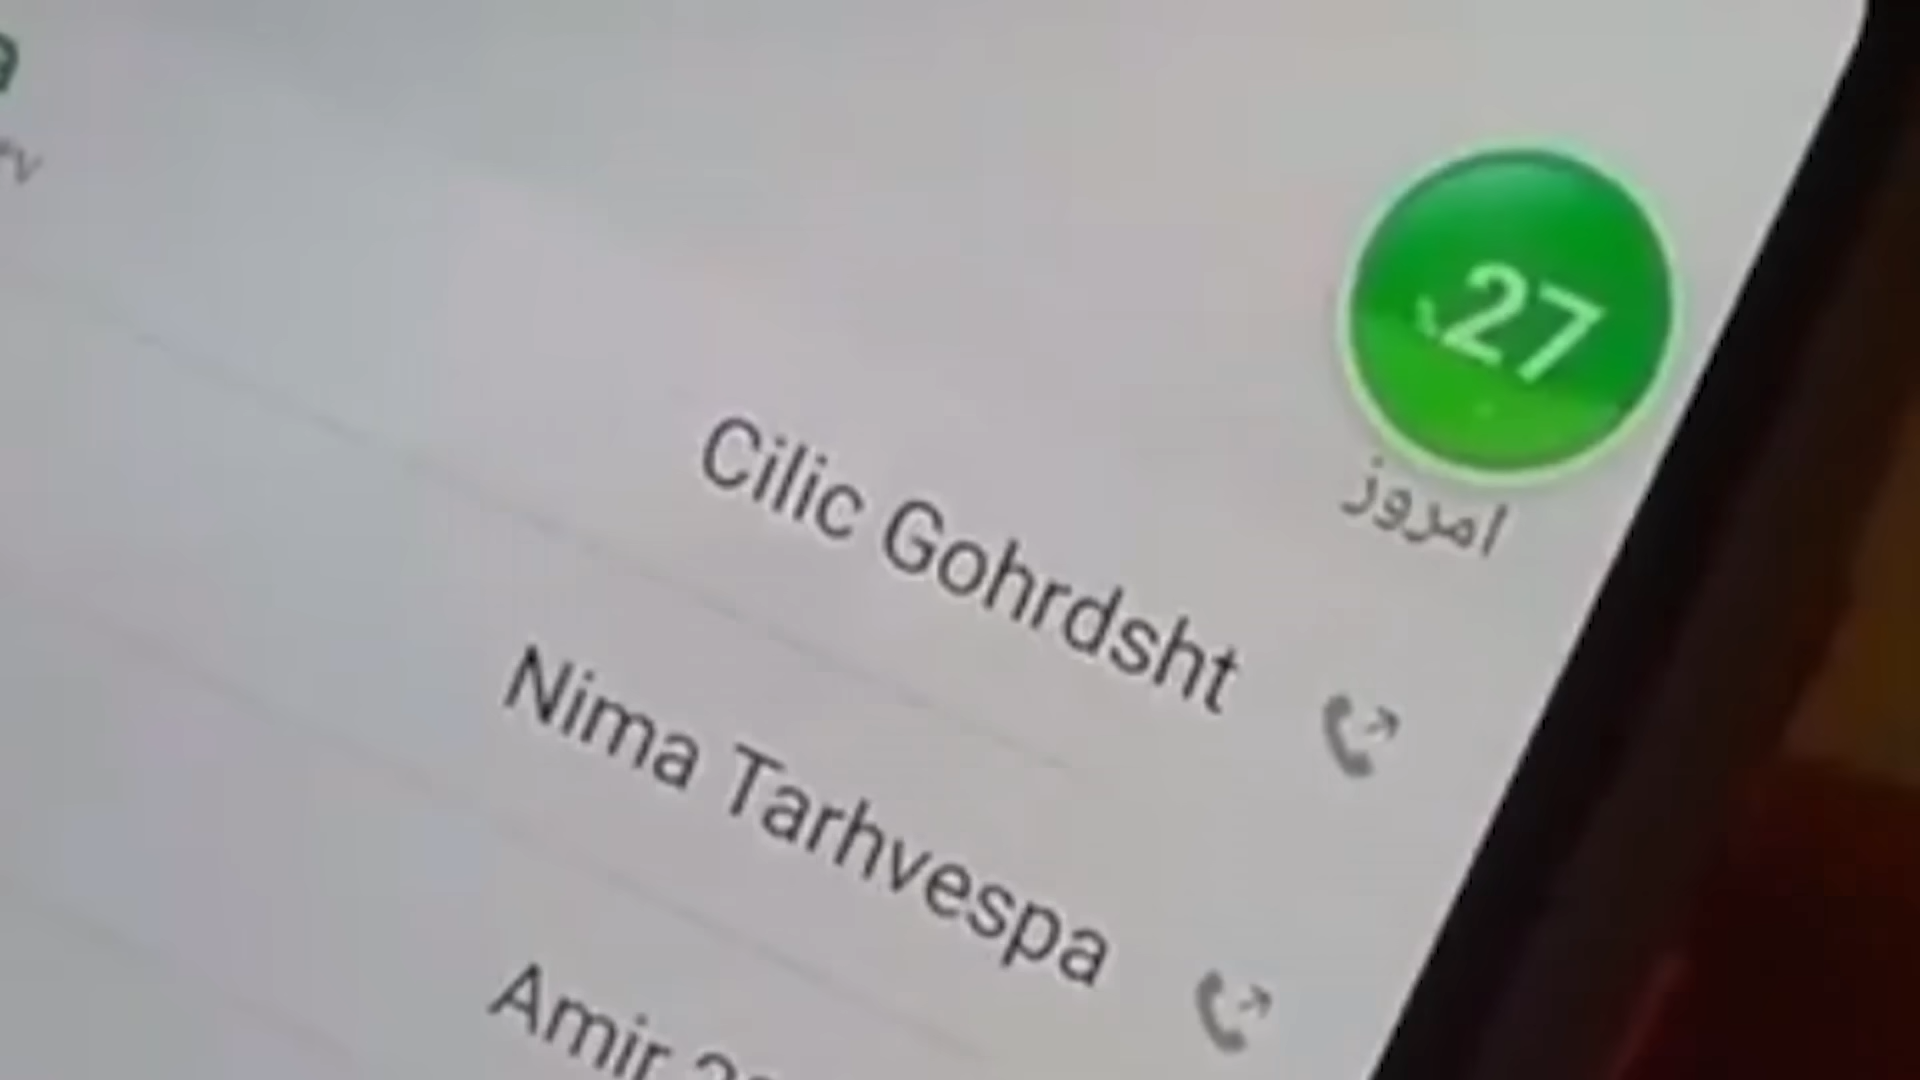 27
امروز
Cilic Gohrdsht
Nima Tarhvespa
Amir